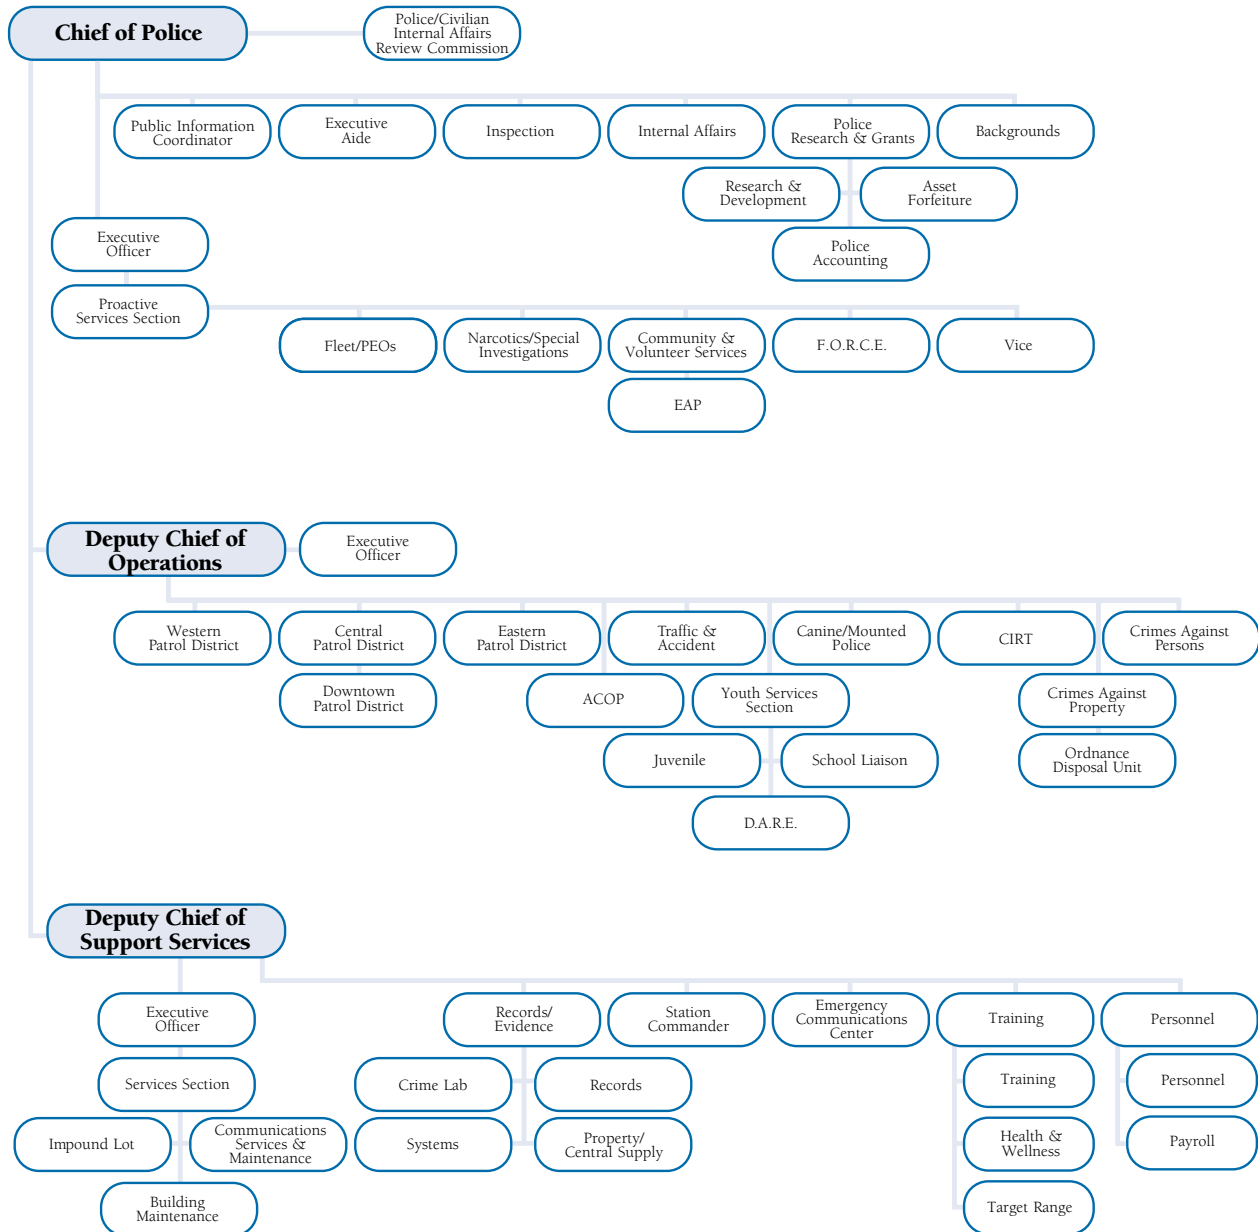 Chief of Police
Police/Civilian
Internal Affairs
Review Commission
Public Information
Coordinator
Executive
Aide
Inspection
Internal Affairs
Police
Research & Grants
Backgrounds
Research &
Development
Asset
Forfeiture
Police
Accounting
Executive
Officer
Proactive
Services Section
Fleet/PEOs
Narcotics/Special
Investigations
Community &
Volunteer Services
F.O.R.C.E.
Vice
EAP
Deputy Chief of
Operations
Executive
Officer
Western
Patrol District
Central
Patrol District
Eastern
Patrol District
Traffic &
Accident
Canine/Mounted
Police
CIRT
Crimes Against
Persons
Downtown
Patrol District
ACOP
Youth Services
Section
Crimes Against
Property
Juvenile
School Liaison
Ordnance
Disposal Unit
D.A.R.E.
Deputy Chief of
Support Services
Executive
Officer
Records/
Evidence
Station
Commander
Emergency
Communications
Center
Training
Personnel
Services Section
Crime Lab
Records
Training
Personnel
Impound Lot
Communications
Services &
Maintenance
Systems
Property/
Central Supply
Health &
Wellness
Payroll
Building
Maintenance
Target Range